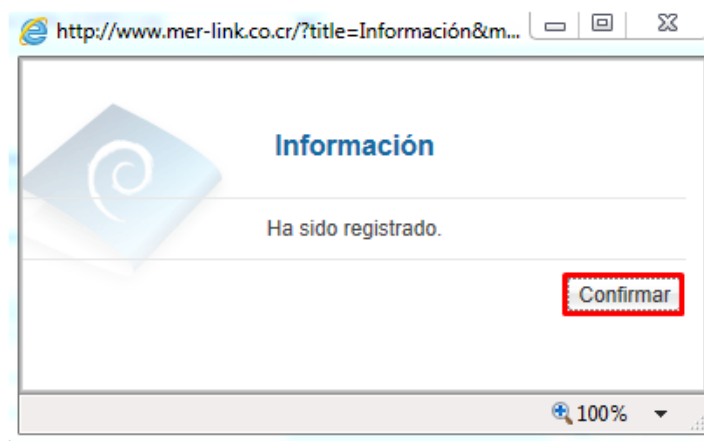 http://www.mer-link.co.cr/?title=Información&m...
Información
Ha sido registrado.
Confirmar
100%